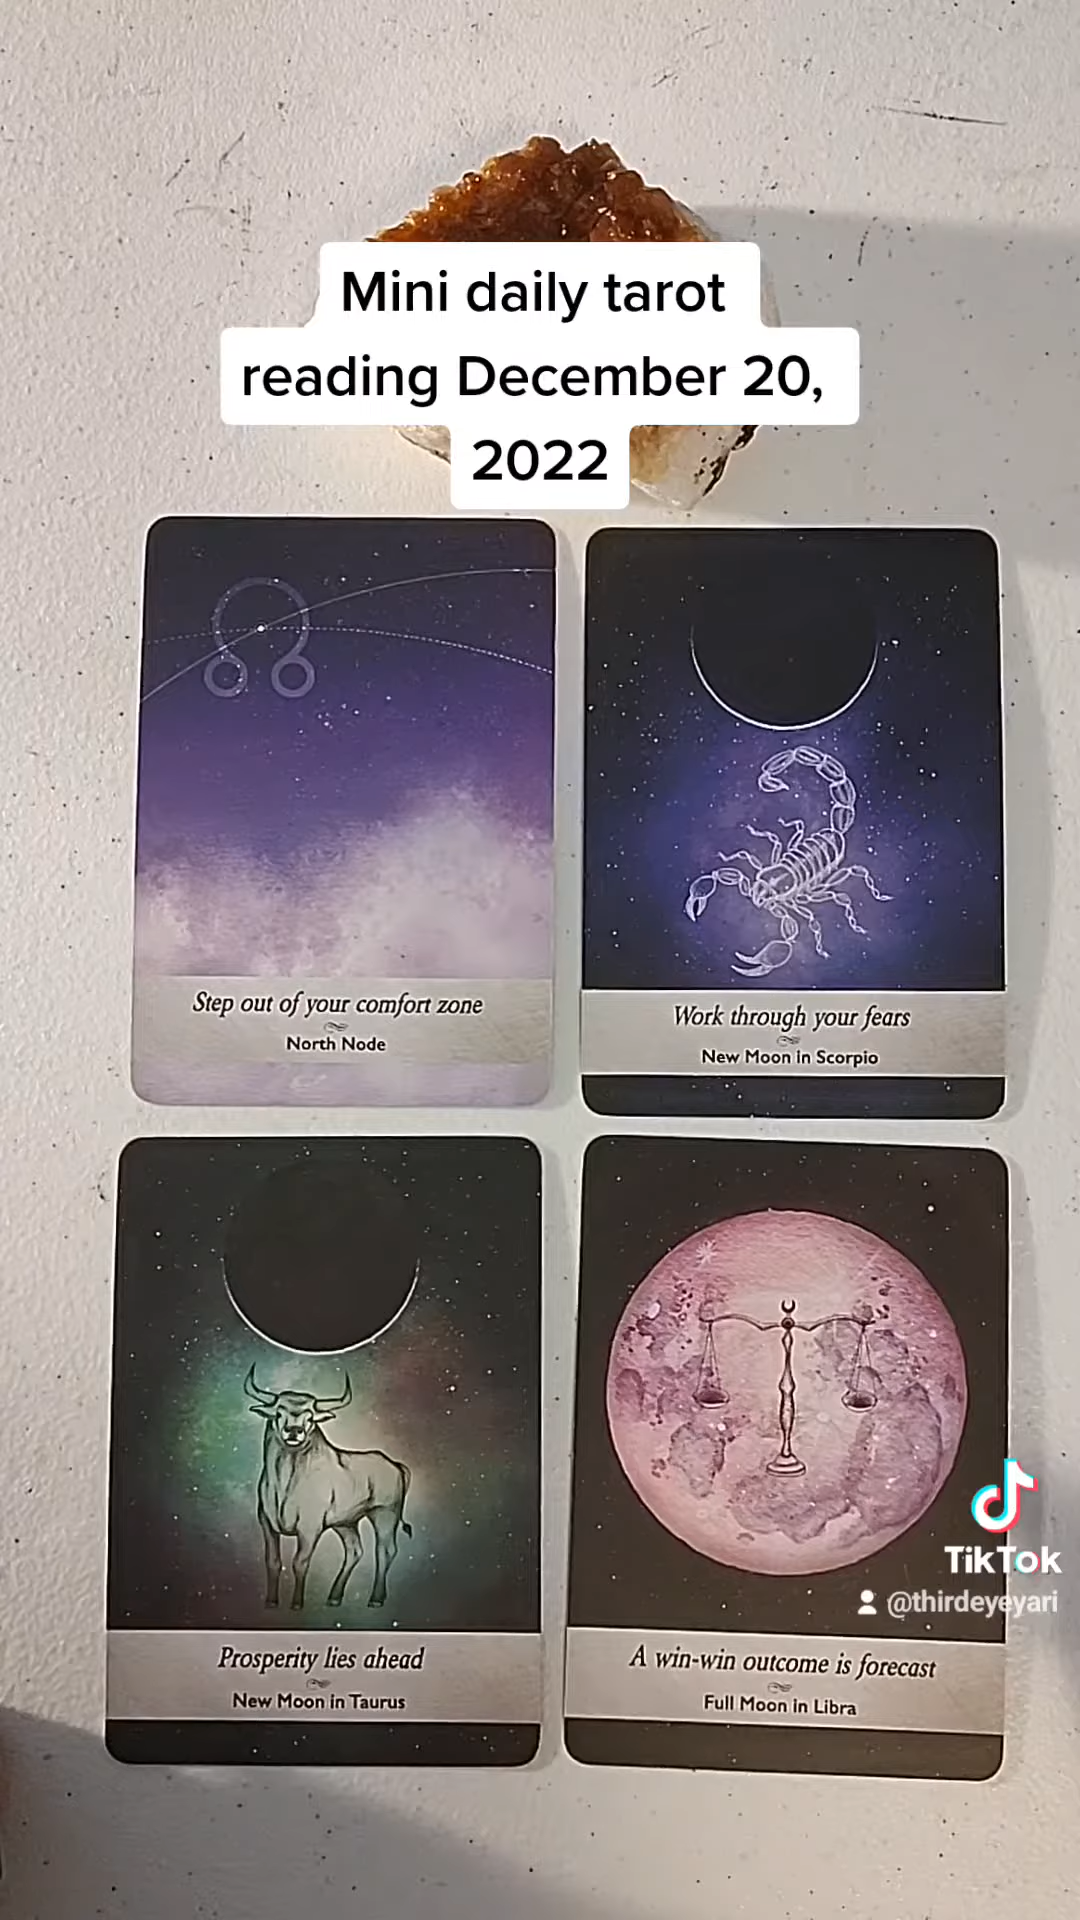 Mini daily tarot
reading December 20,
2022
Step out of your comfort zone
North Node
Work through your fears
New Moon in Scorpio
Prosperity lies ahead
New Moon in Taurus
A win-win outcome is forecast
Full Moon in Libra
TikTok
@thirdeyeyari